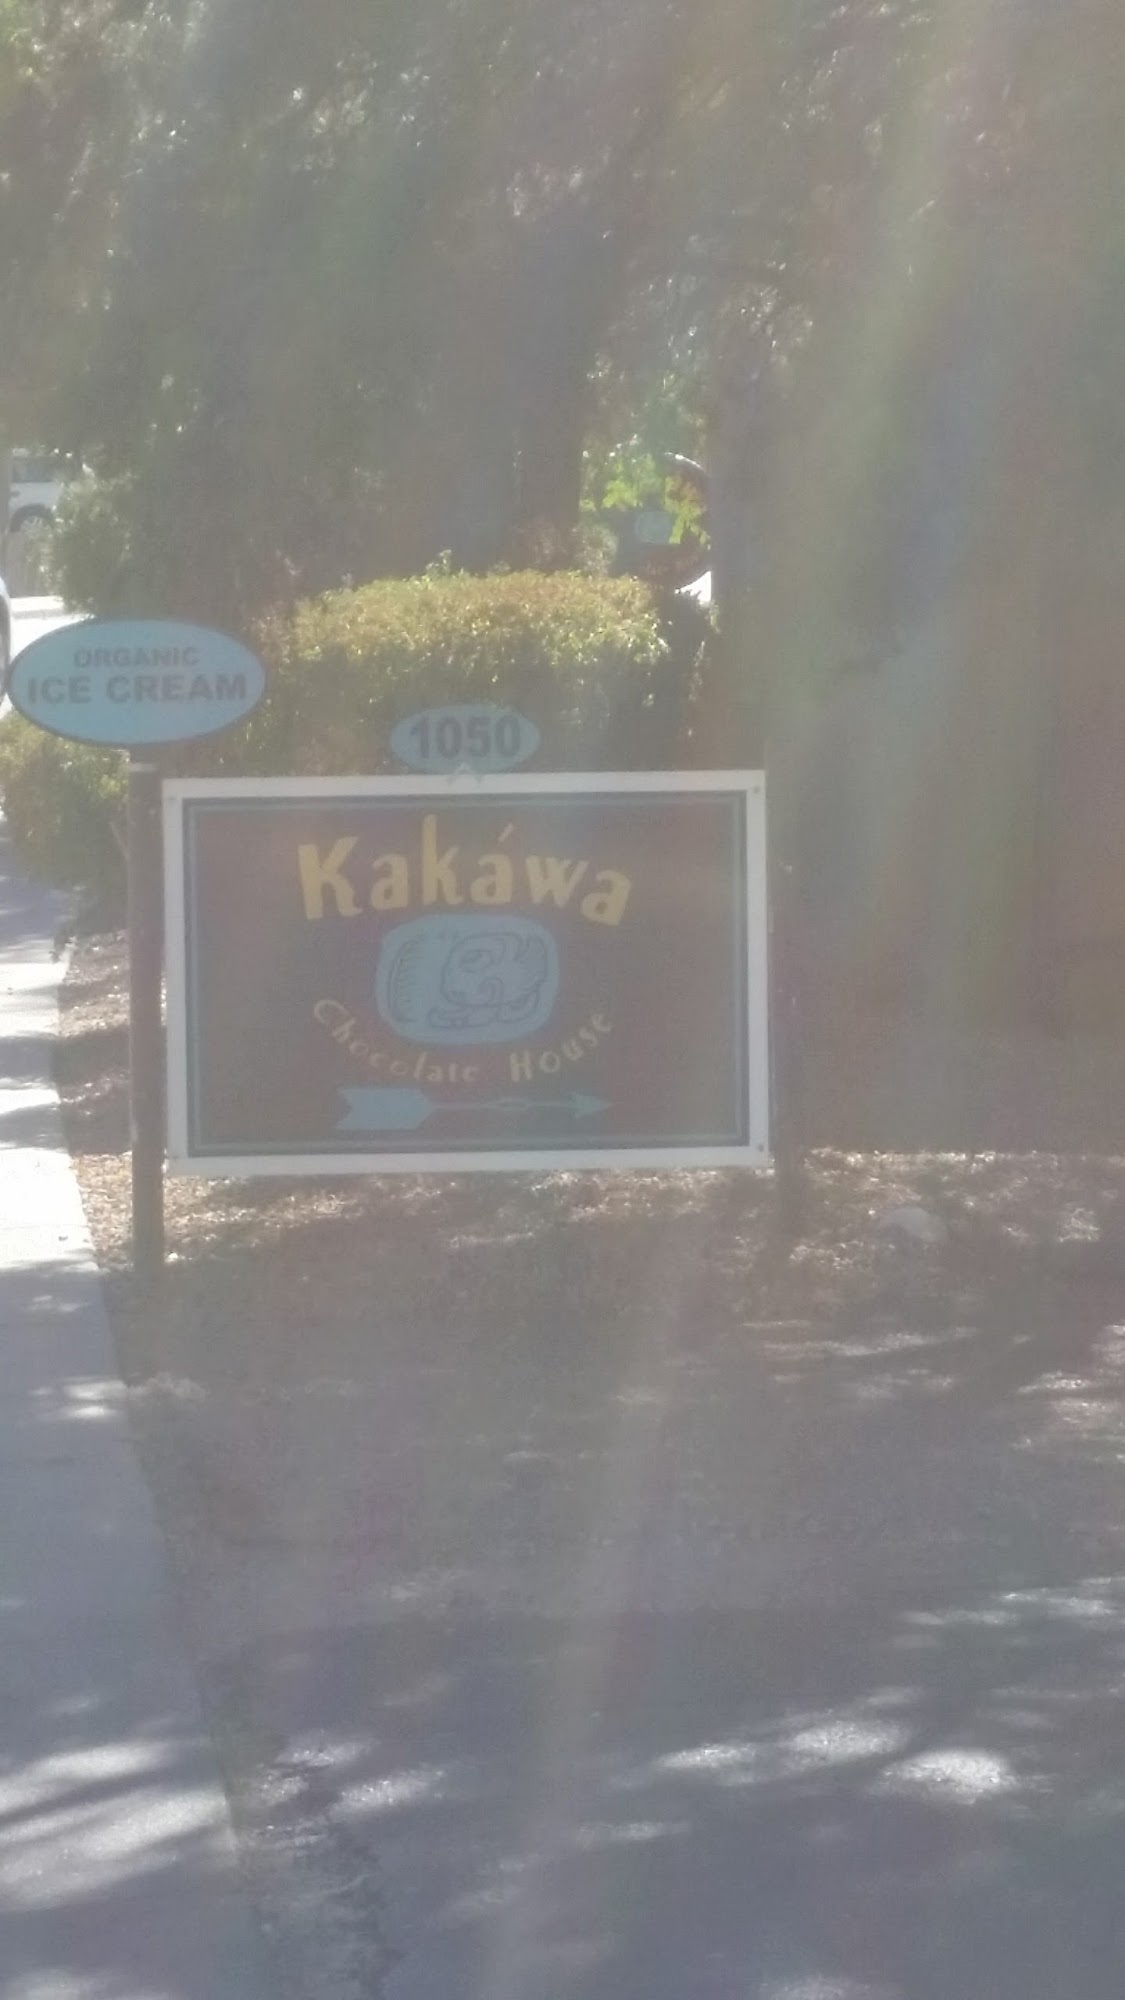 ORGANIC
ICE CREAM
1050
Kakáwa
Chocolate House